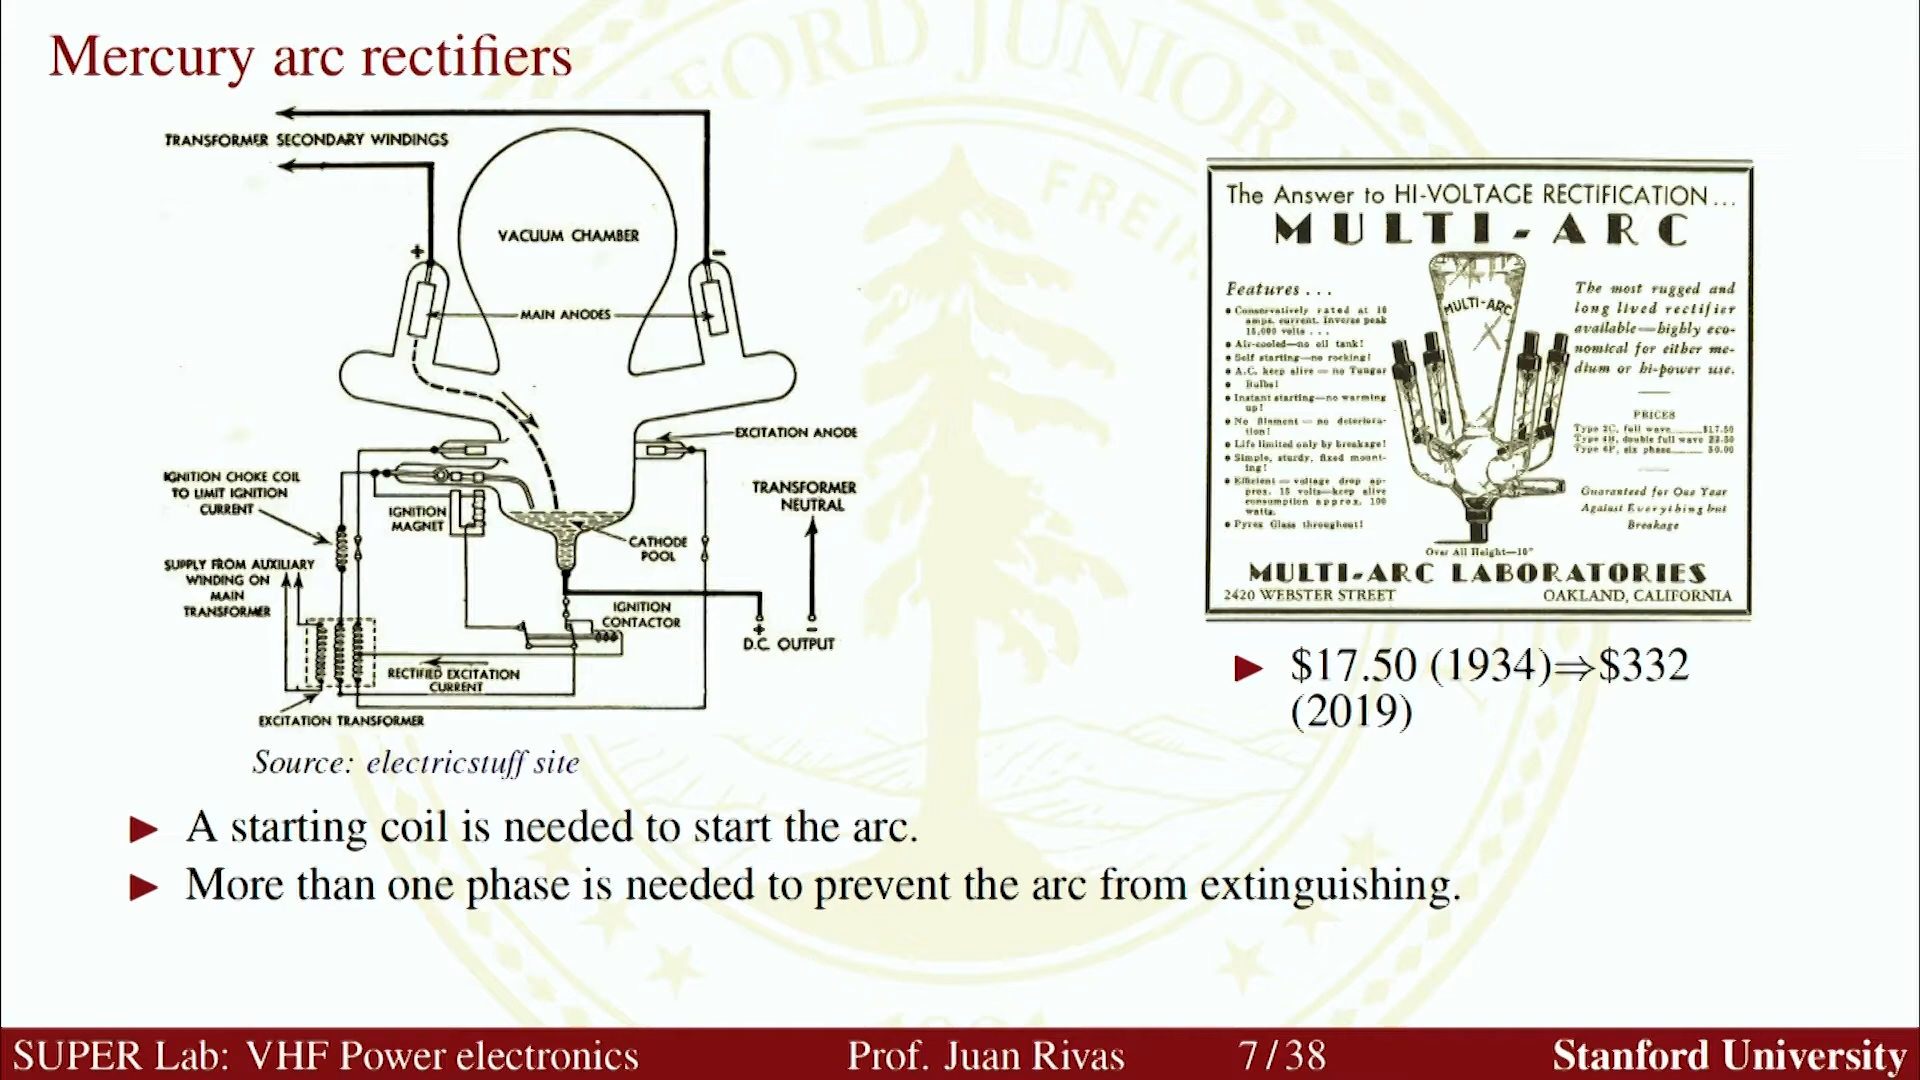 Mercury arc rectifiers
TRANSFORMER SECONDARY WINDINGS
VACUUM CHAMBER
+
−
MAIN ANODES
EXCITATION ANODE
IGNITION CHOKE COIL
TO LIMIT IGNITION
CURRENT
IGNITION
MAGNET
TRANSFORMER
NEUTRAL
CATHODE
POOL
SUPPLY FROM AUXILIARY
WINDING ON
MAIN
TRANSFORMER
IGNITION
CONTACTOR
+
−
D.C. OUTPUT
RECTIFIED EXCITATION
CURRENT
EXCITATION TRANSFORMER
Source: electricstuff site
The Answer to HI-VOLTAGE RECTIFICATION...
MULTI-ARC
Features...
Conservatively rated at 10
amps. current. Inverse peak
15,000 volts...
Air-cooled—no oil tank!
Self starting—no rocking!
A.C. keep alive — no Tungar
Bulbs!
Instant starting—no warming
up!
No filament — no deteriora-
tion!
Life limited only by breakage!
Simple, sturdy, fixed mount-
ing!
Efficient — voltage drop ap-
prox. 15 volts—keep alive
consumption approx. 100
watts.
Pyrex Glass throughout!
MULTI-ARC
The most rugged and
long lived rectifier
available—highly eco-
nomical for either me-
dium or hi-power use.
PRICES
Type 2C, full wave $17.50
Type 4H, double full wave
Type 6P, six phase
Guaranteed for One Year
Against Everything but
Breakage
Over All Height—10"
MULTI-ARC LABORATORIES
2420 WEBSTER STREET OAKLAND, CALIFORNIA
$17.50 (1934)⇒$332
(2019)
A starting coil is needed to start the arc.
More than one phase is needed to prevent the arc from extinguishing.
SUPER Lab: VHF Power electronics Prof. Juan Rivas 7 / 38 Stanford University